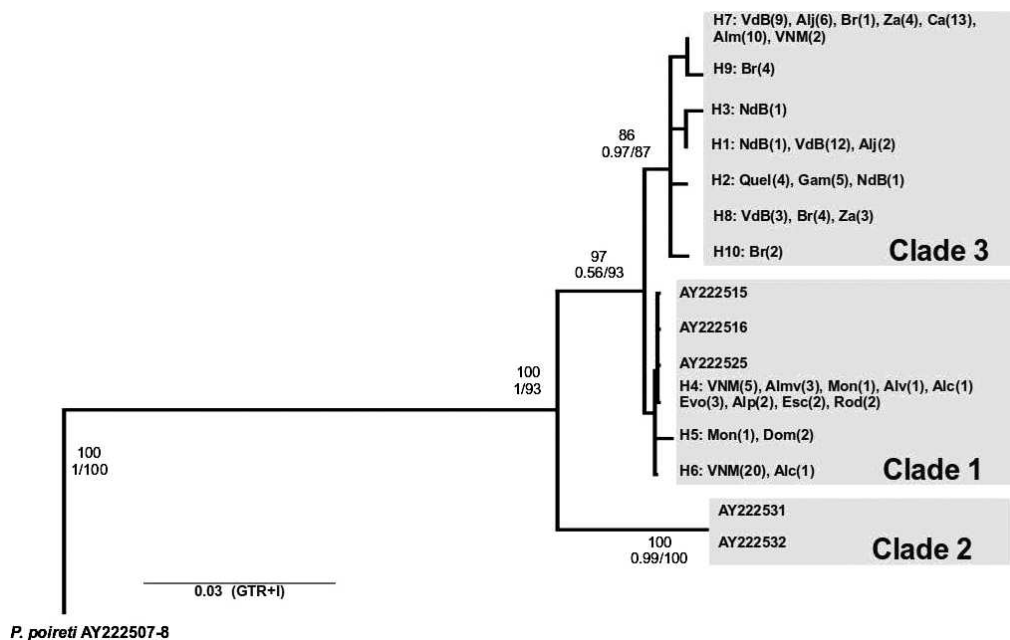 H7: VdB(9), Alj(6), Br(1), Za(4), Ca(13),
Alm(10), VNM(2)
H9: Br(4)
H3: NdB(1)
86
0.97/87
H1: NdB(1), VdB(12), Alj(2)
H2: Quel(4), Gam(5), NdB(1)
H8: VdB(3), Br(4), Za(3)
H10: Br(2)
Clade 3
97
0.56/93
AY222515
AY222516
AY222525
100
1/93
H4: VNM(5), Almv(3), Mon(1), Alv(1), Alc(1)
Evo(3), Alp(2), Esc(2), Rod(2)
H5: Mon(1), Dom(2)
H6: VNM(20), Alc(1)
Clade 1
100
1/100
AY222531
AY222532
Clade 2
100
0.99/100
0.03 (GTR+I)
P. poireti AY222507-8